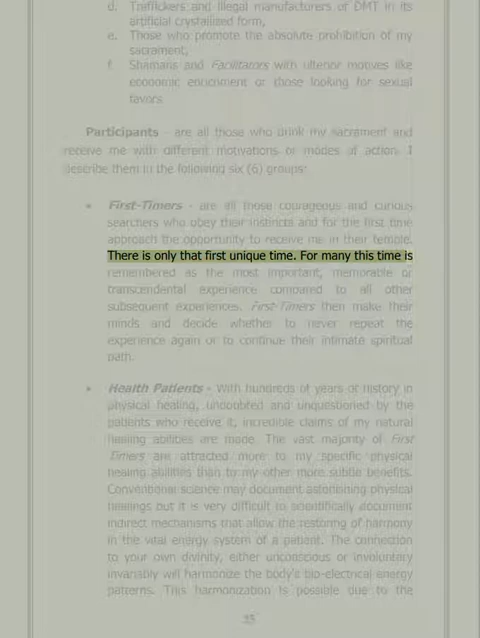 d. Traffickers and illegal manufacturers of DMT in its
artificial crystallized form,
e. Those who promote the absolute prohibition of my
sacrament,
f. Shamans and Facilitators with ulterior motives like
economic enrichment or those looking for sexual
favors
Participants - are all those who drink my sacrament and
receive me with different motivations or modes of action. I
describe them in the following six (6) groups:
• First-Timers - are all those courageous and curious
searchers who obey their instincts and for the first time
approach the opportunity to receive me in their temple.
There is only that first unique time. For many this time is
remembered as the most important, memorable or
transcendental experience compared to all other
subsequent experiences. First-Timers then make their
minds and decide whether to never repeat the
experience again or to continue their intimate spiritual
path.
• Health Patients - With hundreds of years of history in
physical healing, undoubted and unquestioned by the
patients who receive it, incredible claims of my natural
healing abilities are made. The vast majority of First
Timers are attracted more to my specific physical
healing abilities than to my other more subtle benefits.
Conventional science may document astonishing physical
healings but it is very difficult to scientifically document
indirect mechanisms that allow the restoring of harmony
in the vital energy system of a patient. The connection
to your own divinity, either unconscious or involuntary
invariably will harmonize the body's bio-electrical energy
patterns. This harmonization is possible due to the